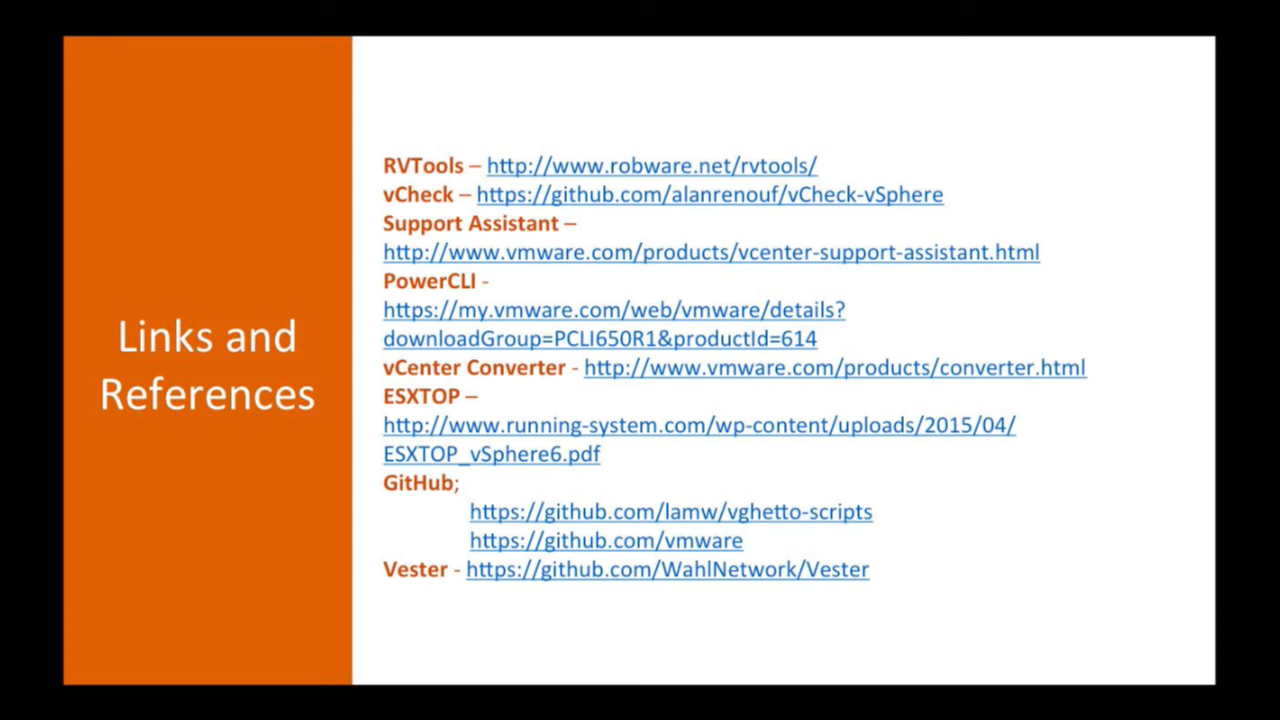 Links and
References
RVTools – http://www.robware.net/rvtools/
vCheck – https://github.com/alanrenouf/vCheck-vSphere
Support Assistant –
http://www.vmware.com/products/vcenter-support-assistant.html
PowerCLI -
https://my.vmware.com/web/vmware/details?
downloadGroup=PCLI650R1&productId=614
vCenter Converter - http://www.vmware.com/products/converter.html
ESXTOP –
http://www.running-system.com/wp-content/uploads/2015/04/
ESXTOP_vSphere6.pdf
GitHub;
https://github.com/lamw/vghetto-scripts
https://github.com/vmware
Vester - https://github.com/WahlNetwork/Vester